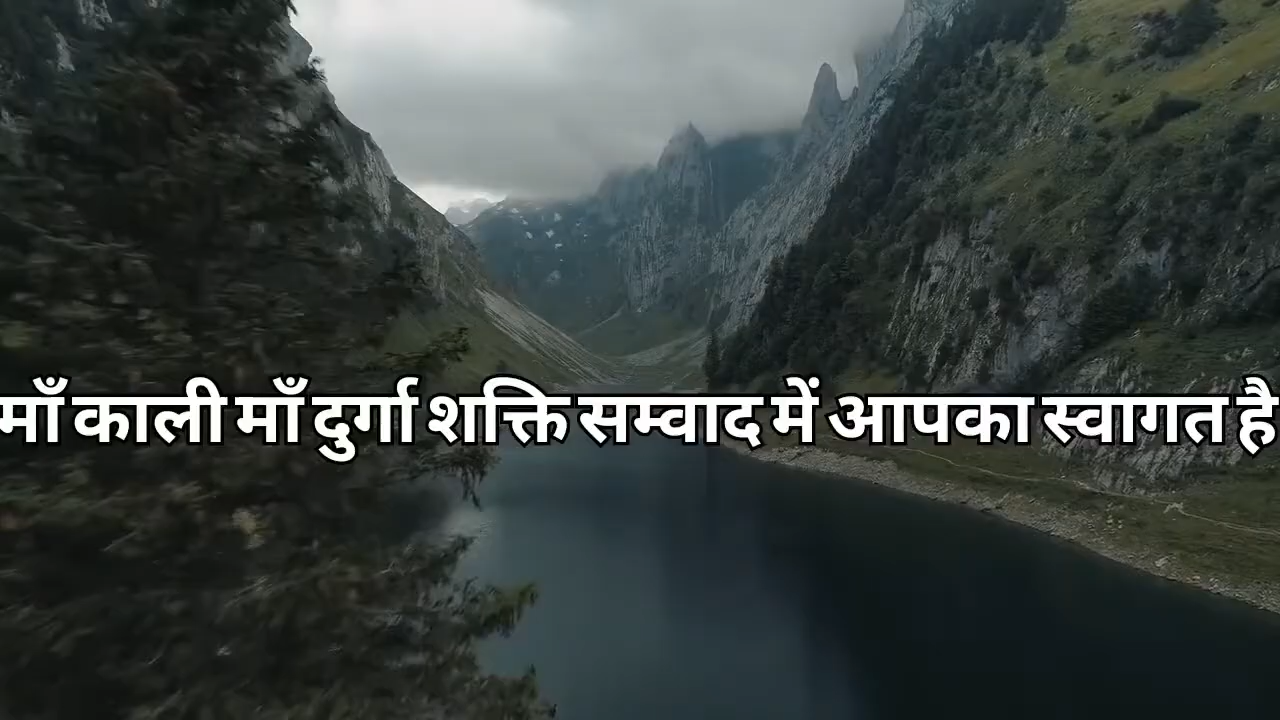 माँ काली माँ दुर्गा शक्ति सम्वाद में आपका स्वागत है